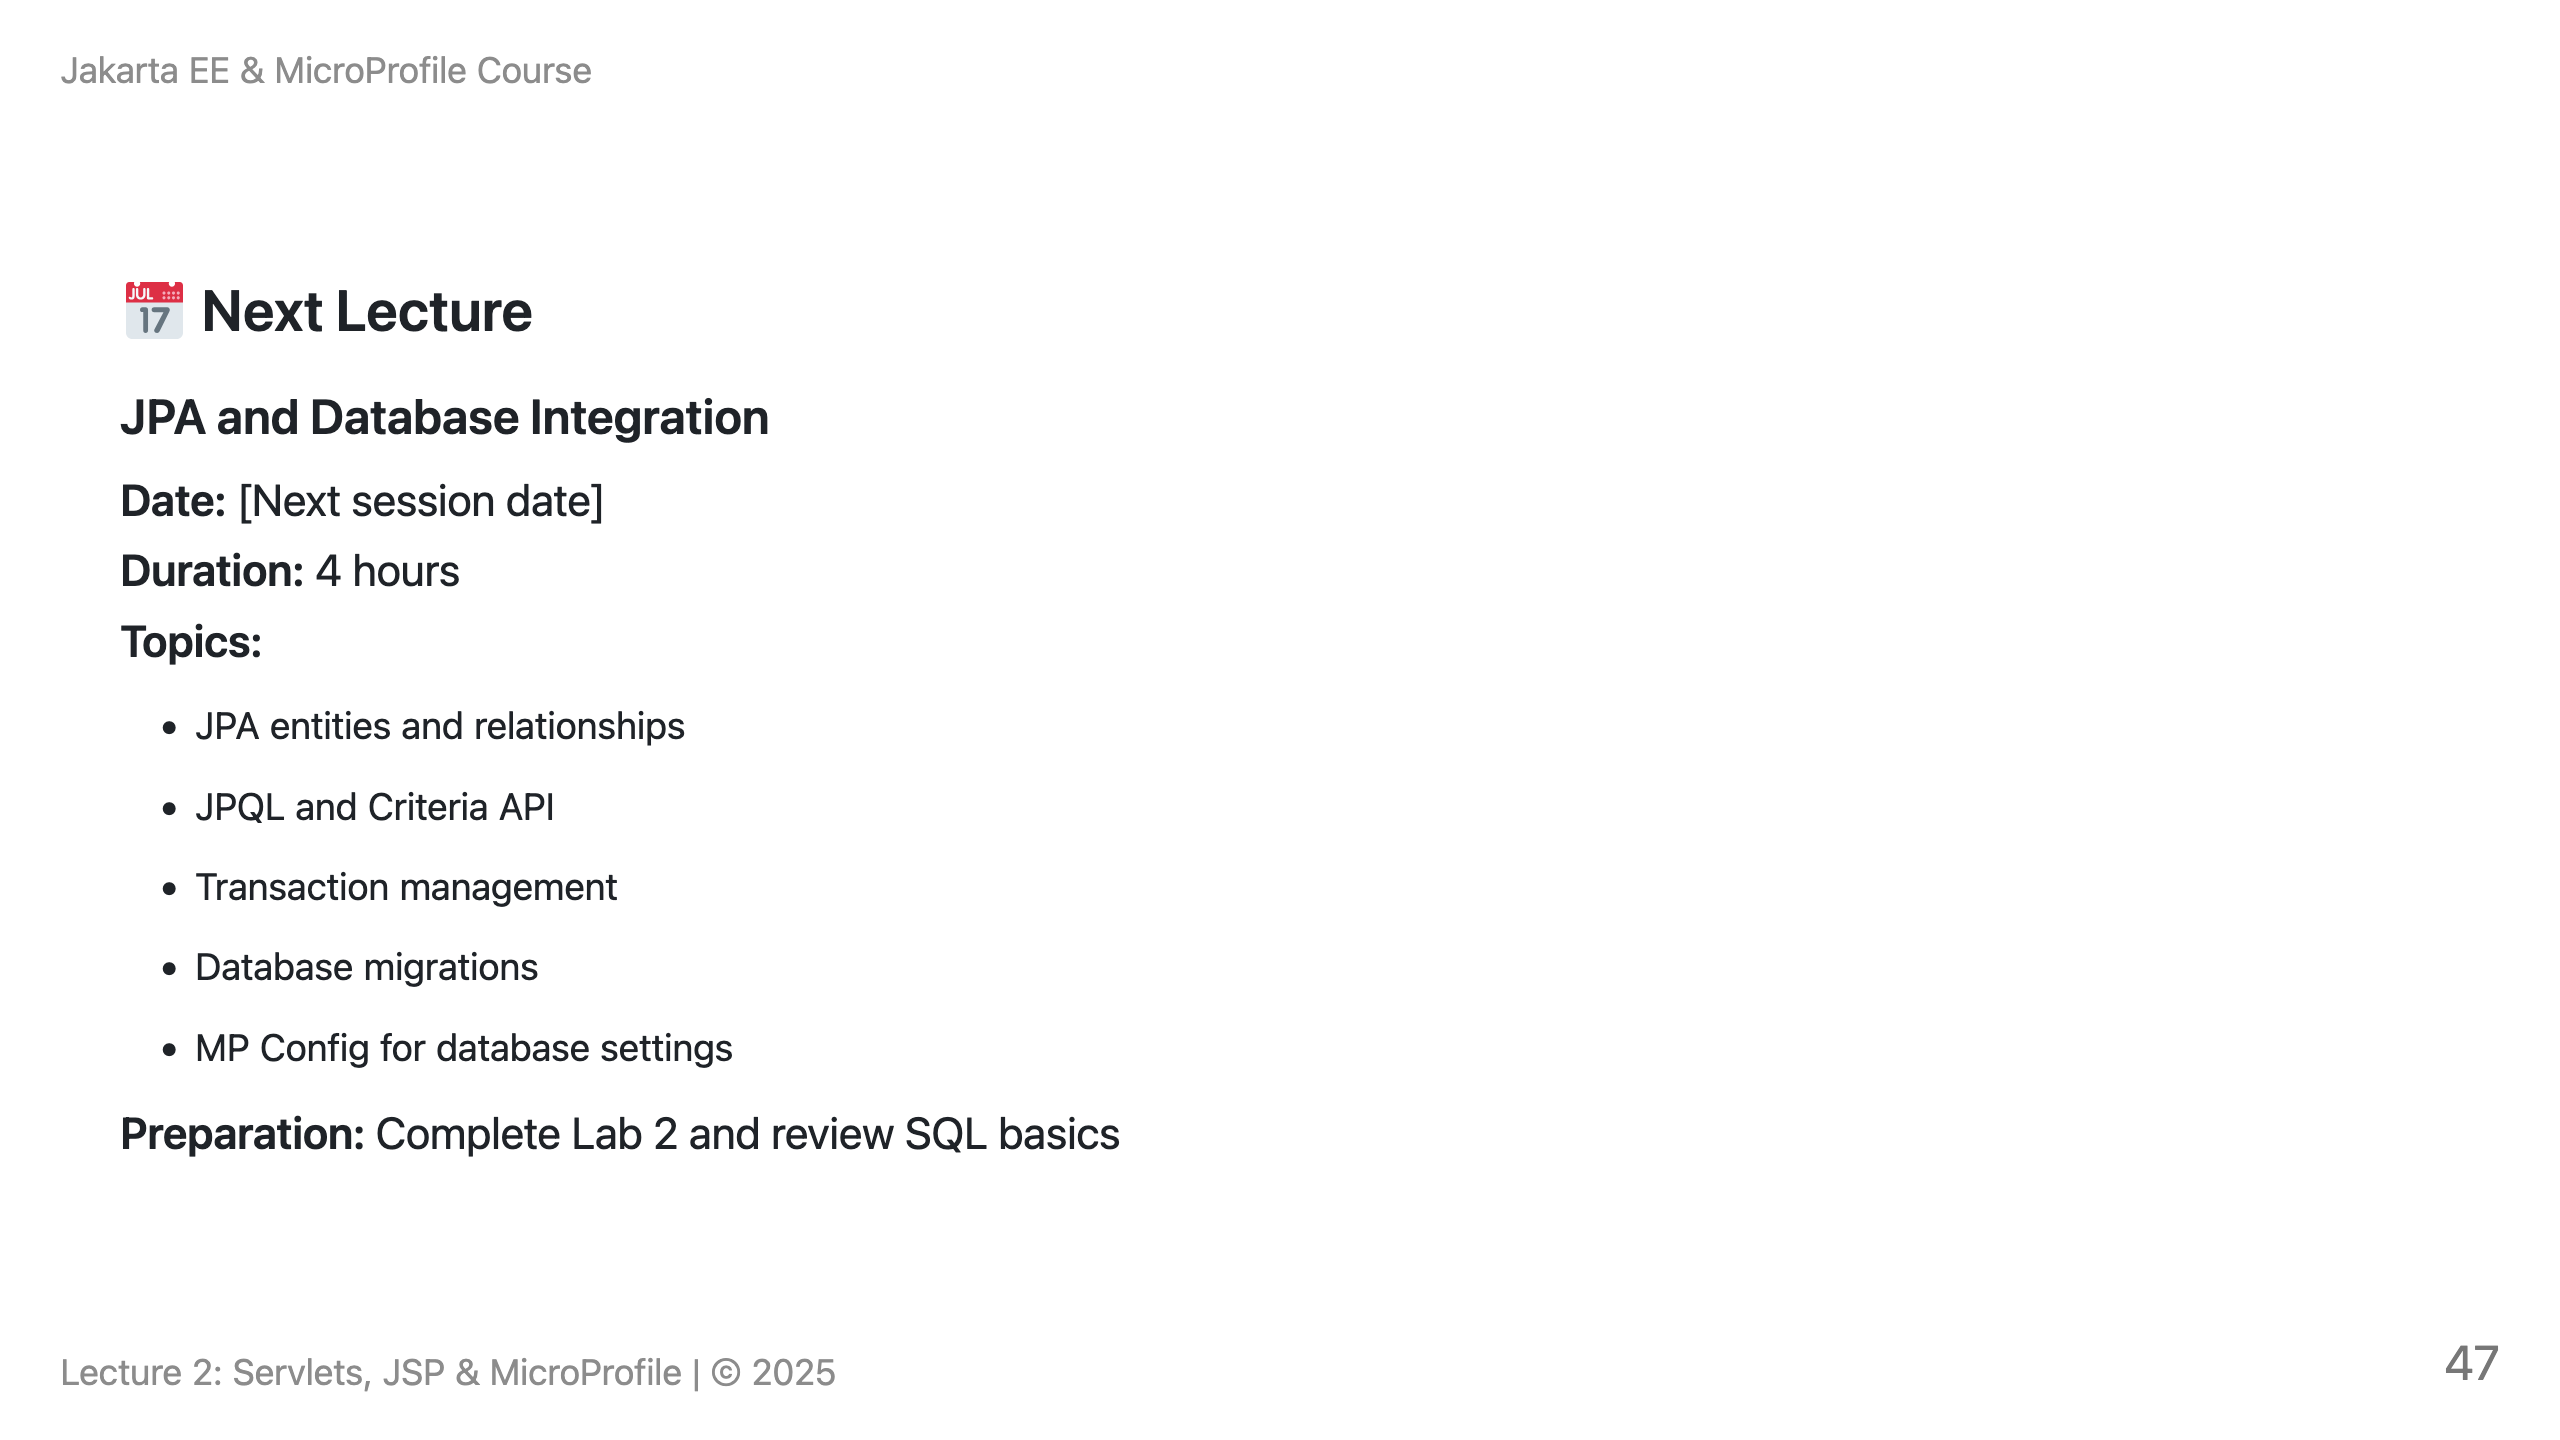 Jakarta EE & MicroProfile Course
JUL
17
Next Lecture
JPA and Database Integration
Date: [Next session date]
Duration: 4 hours
Topics:
• JPA entities and relationships
• JPQL and Criteria API
• Transaction management
• Database migrations
• MP Config for database settings
Preparation: Complete Lab 2 and review SQL basics
Lecture 2: Servlets, JSP & MicroProfile | © 2025
47